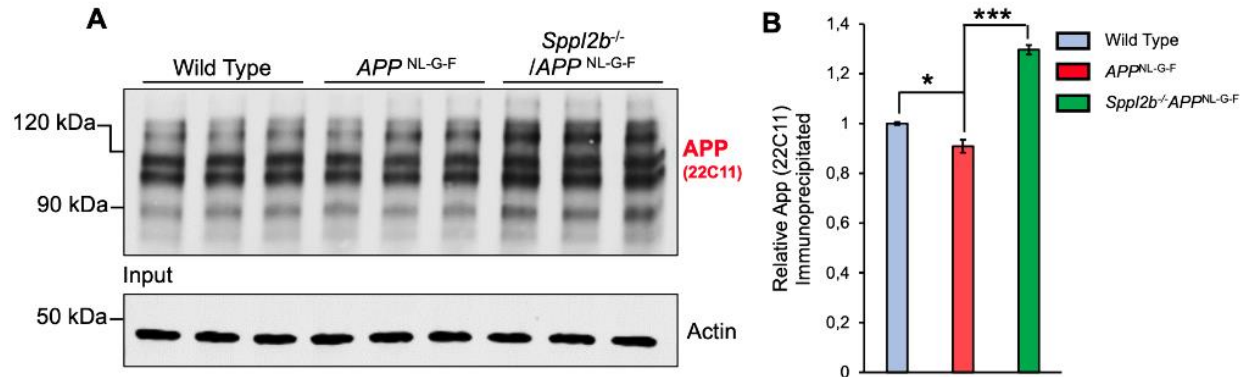 A
Wild Type
APP NL-G-F
Sppl2b-/-
/APP NL-G-F
120 kDa
90 kDa
APP
(22C11)
Input
50 kDa
Actin
B
Relative App (22C11)
Immunoprecipitated
1,4
1,2
1
0,8
0,6
0,4
0,2
0
*
***
Wild Type
APPNL-G-F
Sppl2b-/-APPNL-G-F